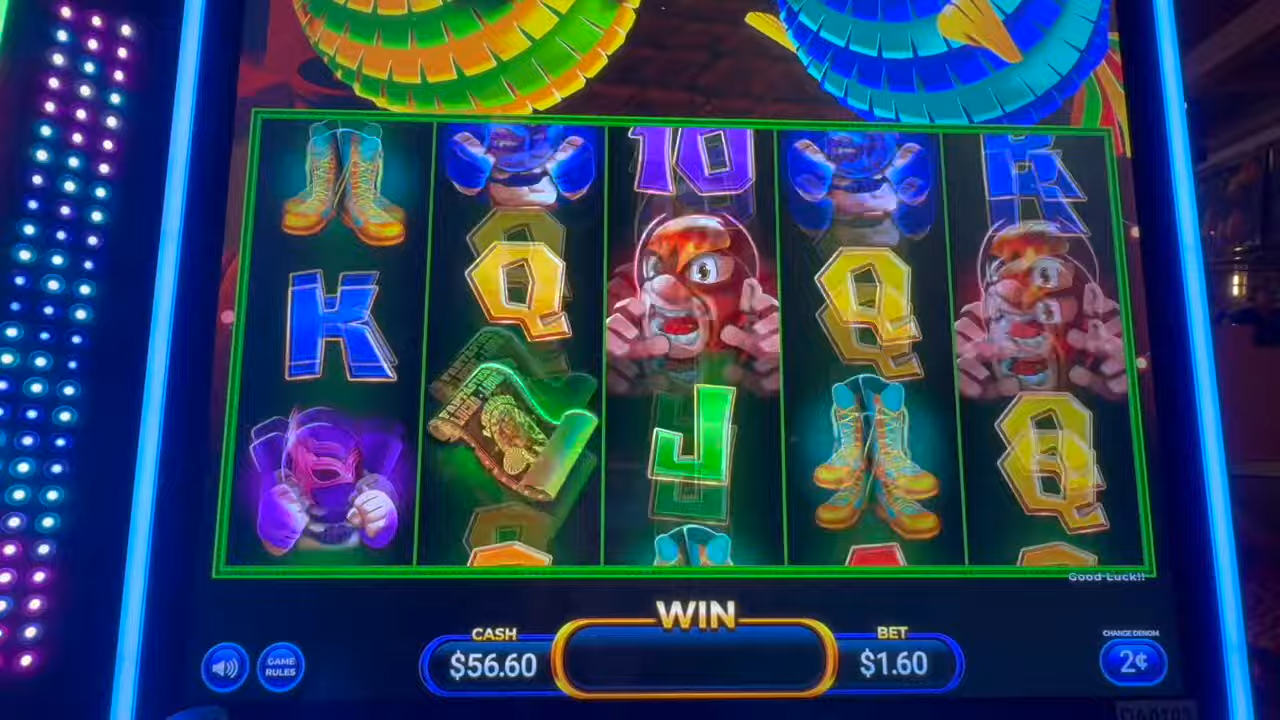 10
K
K
Q
Q
J
Q
Good Luck!!
WIN
CASH
BET
CHANGE DENOM
GAME
RULES
$56.60
$1.60
2¢